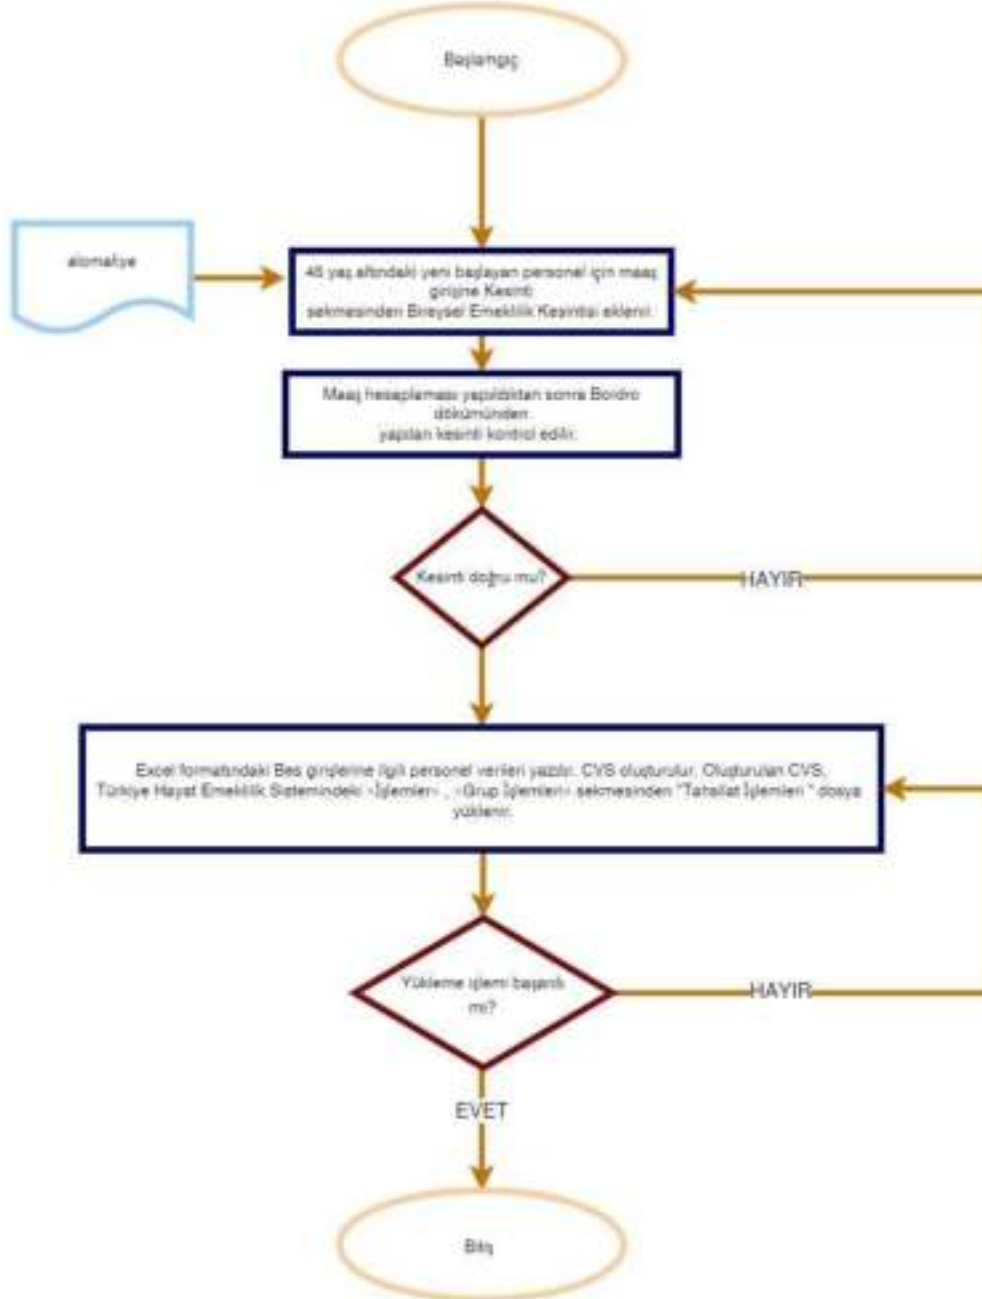 Başlangıç
alomaliye
45 yaş altındaki yeni başlayan personel için maaş
girişine Kesinti
sekmesinden Bireysel Emeklilik Kesintisi eklenir.
Maaş hesaplaması yapıldıktan sonra Bordro
dökümünden
yapılan kesinti kontrol edilir.
Kesinti doğru mu?
HAYIR
Excel formatındaki Bes girişlerine ilgili personel verileri yazılır. CVS oluşturulur, Oluşturulan CVS,
Türkiye Hayat Emeklilik Sistemindeki «İşlemler» , «Grup İşlemleri» sekmesinden "Tahsilat İşlemleri " dosya
yüklenir.
Yükleme işlemi başarılı
mı?
HAYIR
EVET
Bitiş